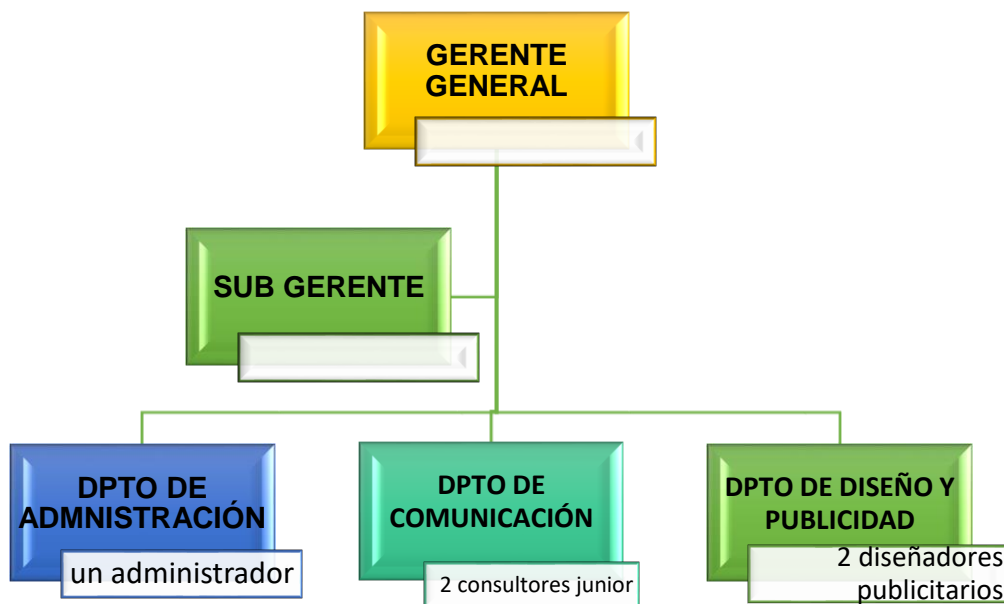 GERENTE
GENERAL
SUB GERENTE
DPTO DE
ADMNISTRACIÓN
un administrador
DPTO DE
COMUNICACIÓN
2 consultores junior
DPTO DE DISEÑO Y
PUBLICIDAD
2 diseñadores
publicitarios